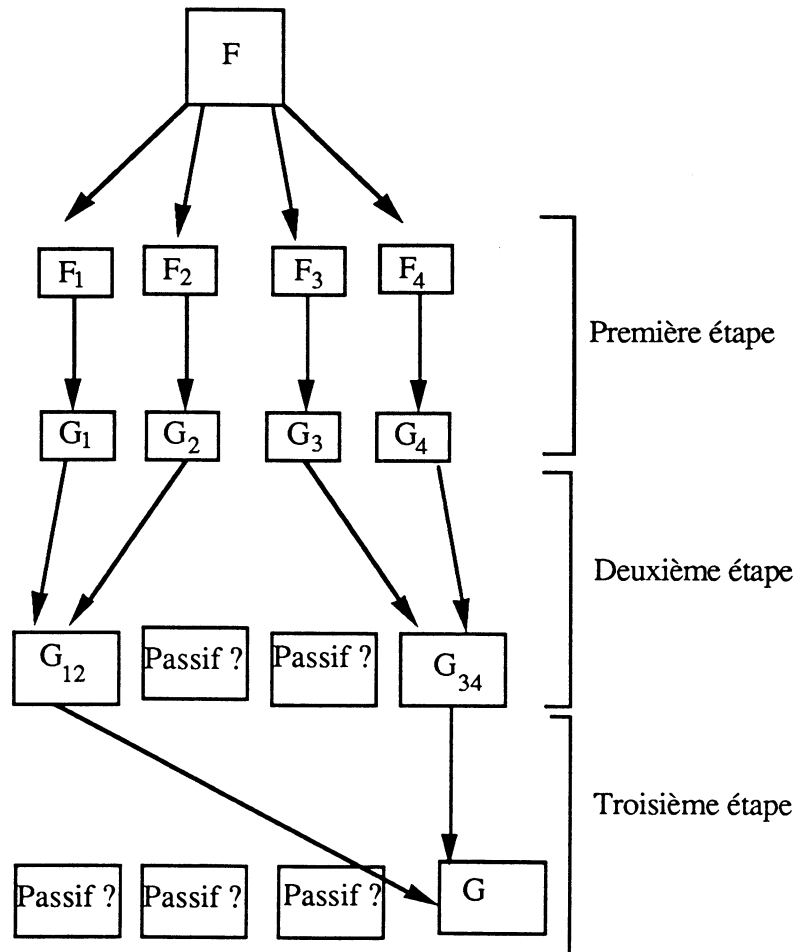 F
F1 F2 F3 F4
Première étape
G1 G2 G3 G4
Deuxième étape
G12 Passif ? Passif ? G34
Troisième étape
Passif ? Passif ? Passif ? G